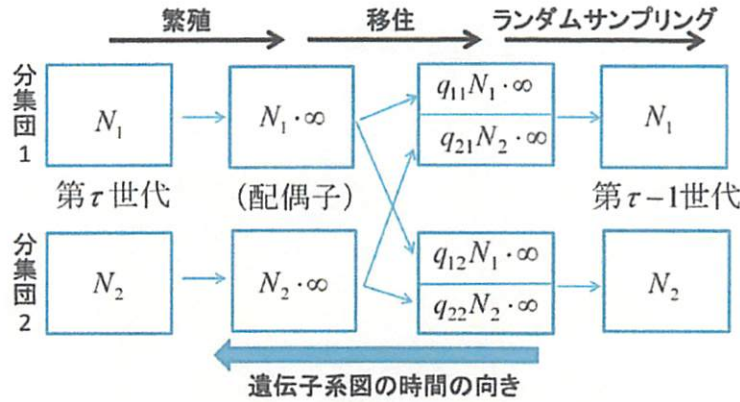 繁殖 移住 ランダムサンプリング
分集団1
N₁
N₁・∞
q₁₁N₁・∞
q₂₁N₂・∞
N₁
第τ世代 (配偶子) 第τ−1世代
分集団2
N₂
N₂・∞
q₁₂N₁・∞
q₂₂N₂・∞
N₂
遺伝子系図の時間の向き